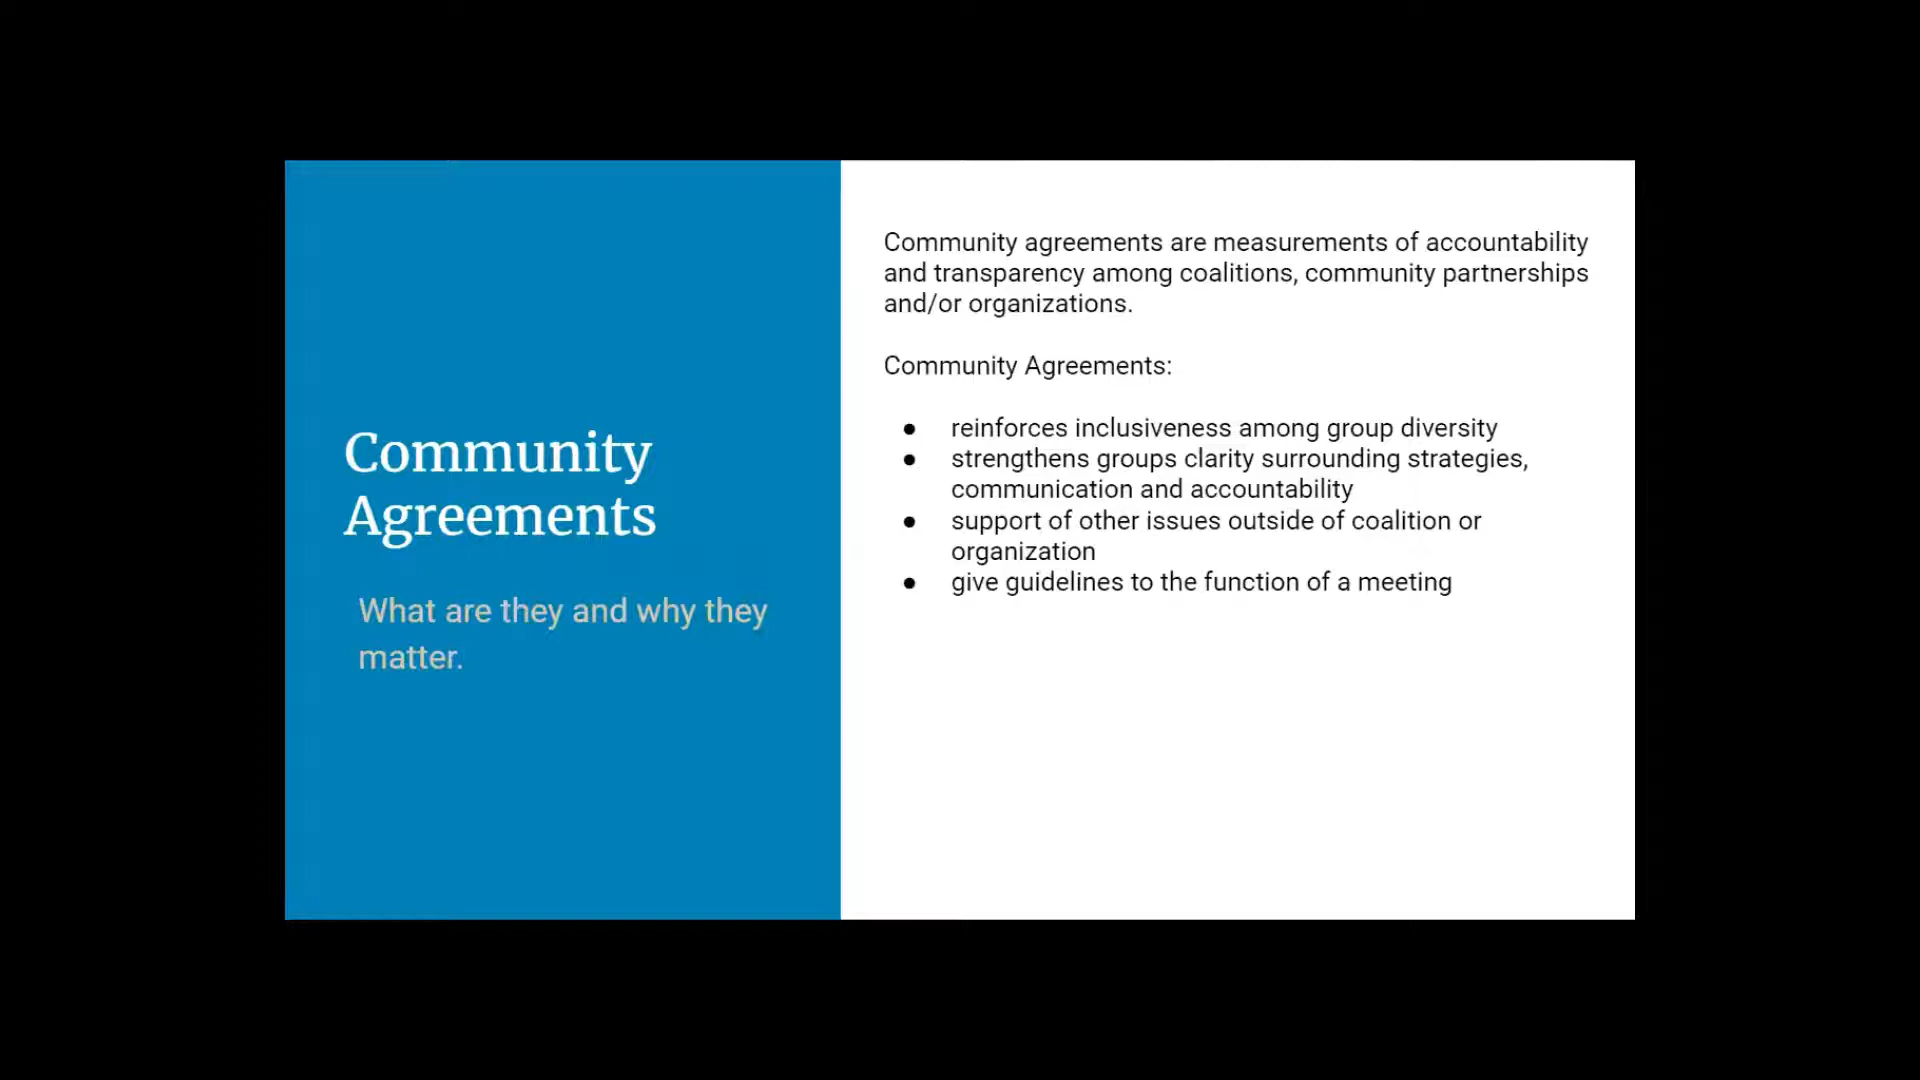 Community
Agreements
What are they and why they
matter.
Community agreements are measurements of accountability
and transparency among coalitions, community partnerships
and/or organizations.
Community Agreements:
● reinforces inclusiveness among group diversity
● strengthens groups clarity surrounding strategies,
communication and accountability
● support of other issues outside of coalition or
organization
● give guidelines to the function of a meeting